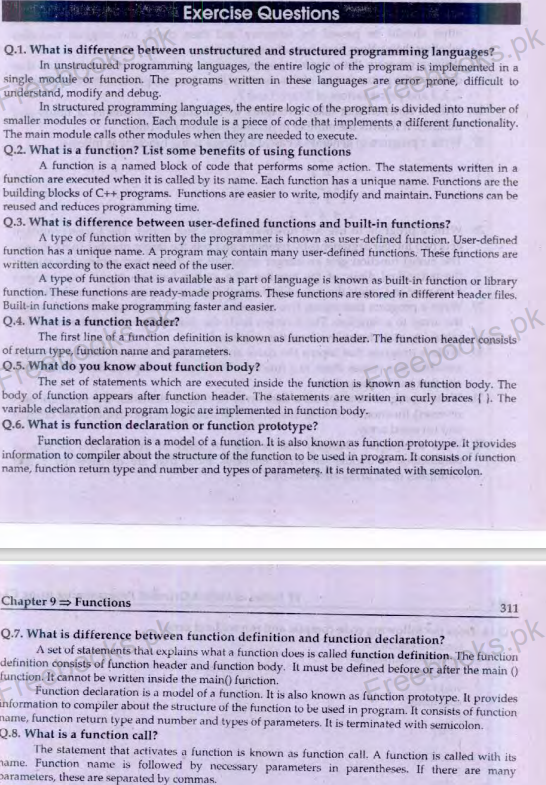 Exercise Questions
Q.1. What is difference between unstructured and structured programming languages?
In unstructured programming languages, the entire logic of the program is implemented in a
single module or function. The programs written in these languages are error prone, difficult to
understand, modify and debug.
In structured programming languages, the entire logic of the program is divided into number of
smaller modules or function. Each module is a piece of code that implements a different functionality.
The main module calls other modules when they are needed to execute.
Q.2. What is a function? List some benefits of using functions
A function is a named block of code that performs some action. The statements written in a
function are executed when it is called by its name. Each function has a unique name. Functions are the
building blocks of C++ programs. Functions are easier to write, modify and maintain. Functions can be
reused and reduces programming time.
Q.3. What is difference between user-defined functions and built-in functions?
A type of function written by the programmer is known as user-defined function. User-defined
function has a unique name. A program may contain many user-defined functions. These functions are
written according to the exact need of the user.
A type of function that is available as a part of language is known as built-in function or library
function. These functions are ready-made programs. These functions are stored in different header files.
Built-in functions make programming faster and easier.
Q.4. What is a function header?
The first line of a function definition is known as function header. The function header consists
of return type, function name and parameters.
Q.5. What do you know about function body?
The set of statements which are executed inside the function is known as function body. The
body of function appears after function header. The statements are written in curly braces { }. The
variable declaration and program logic are implemented in function body.
Q.6. What is function declaration or function prototype?
Function declaration is a model of a function. It is also known as function prototype. It provides
information to compiler about the structure of the function to be used in program. It consists of function
name, function return type and number and types of parameters. It is terminated with semicolon.
Chapter 9 ⇒ Functions
311
Q.7. What is difference between function definition and function declaration?
A set of statements that explains what a function does is called function definition. The function
definition consists of function header and function body. It must be defined before or after the main ()
function. It cannot be written inside the main() function.
Function declaration is a model of a function. It is also known as function prototype. It provides
information to compiler about the structure of the function to be used in program. It consists of function
name, function return type and number and types of parameters. It is terminated with semicolon.
Q.8. What is a function call?
The statement that activates a function is known as function call. A function is called with its
name. Function name is followed by necessary parameters in parentheses. If there are many
parameters, these are separated by commas.
Freebooks.pk
Freebooks.pk
Freebooks.pk